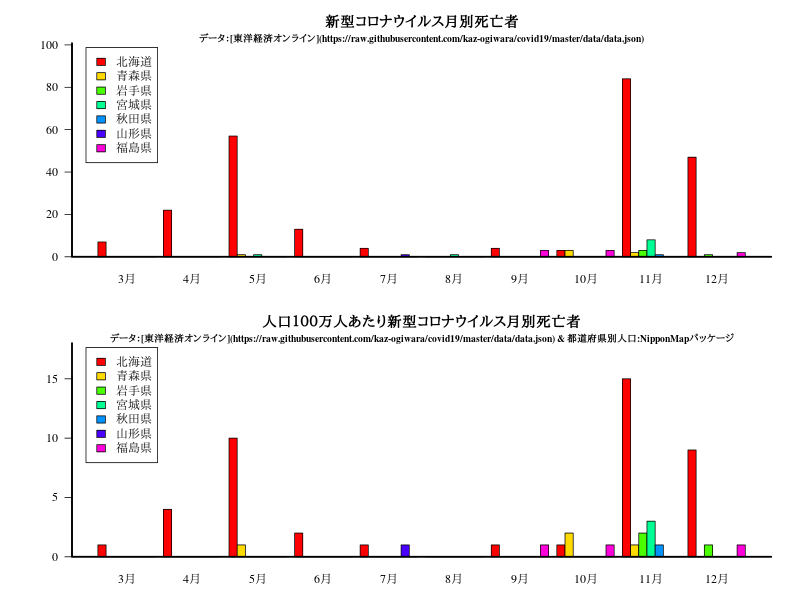 新型コロナウイルス月別死亡者
データ:[東洋経済オンライン](https://raw.githubusercontent.com/kaz-ogiwara/covid19/master/data/data.json)
100
80
60
40
20
0
北海道
青森県
岩手県
宮城県
秋田県
山形県
福島県
3月 4月 5月 6月 7月 8月 9月 10月 11月 12月
人口100万人あたり新型コロナウイルス月別死亡者
データ:[東洋経済オンライン](https://raw.githubusercontent.com/kaz-ogiwara/covid19/master/data/data.json) & 都道府県別人口:NipponMapパッケージ
15
10
5
0
北海道
青森県
岩手県
宮城県
秋田県
山形県
福島県
3月 4月 5月 6月 7月 8月 9月 10月 11月 12月